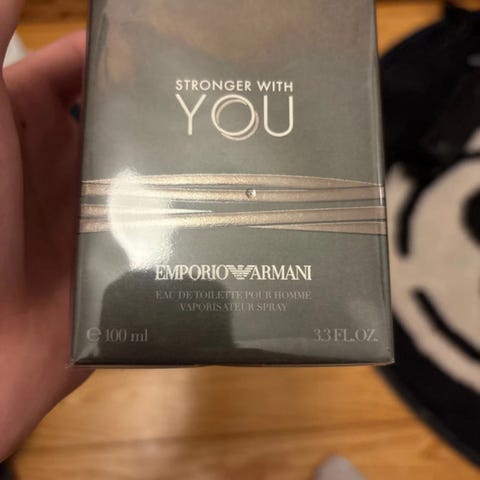 STRONGER WITH
YOU
EMPORIO ARMANI
EAU DE TOILETTE POUR HOMME
VAPORISATEUR SPRAY
e 100 ml 3.3 FL.OZ.